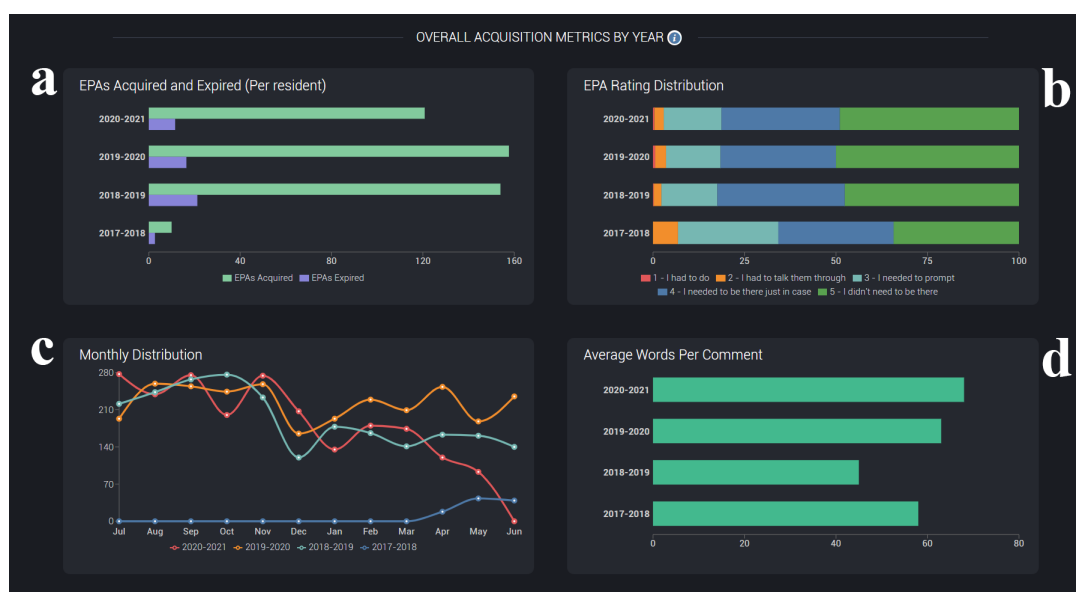 OVERALL ACQUISITION METRICS BY YEAR i
a
EPAs Acquired and Expired (Per resident)
2020-2021
2019-2020
2018-2019
2017-2018
0 40 80 120 160
EPAs Acquired EPAs Expired
b
EPA Rating Distribution
2020-2021
2019-2020
2018-2019
2017-2018
0 25 50 75 100
1 - I had to do 2 - I had to talk them through 3 - I needed to prompt
4 - I needed to be there just in case 5 - I didn't need to be there
c
Monthly Distribution
280
210
140
70
0
Jul Aug Sep Oct Nov Dec Jan Feb Mar Apr May Jun
2020-2021 2019-2020 2018-2019 2017-2018
d
Average Words Per Comment
2020-2021
2019-2020
2018-2019
2017-2018
0 20 40 60 80